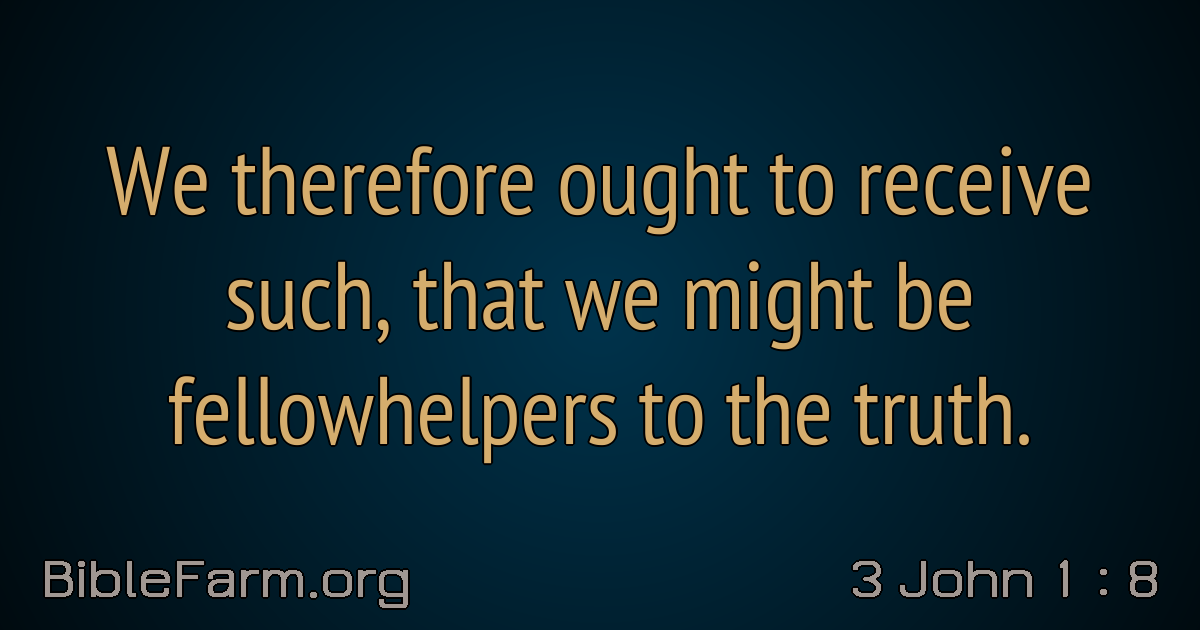 We therefore ought to receive
such, that we might be
fellowhelpers to the truth.
BibleFarm.org
3 John 1 : 8